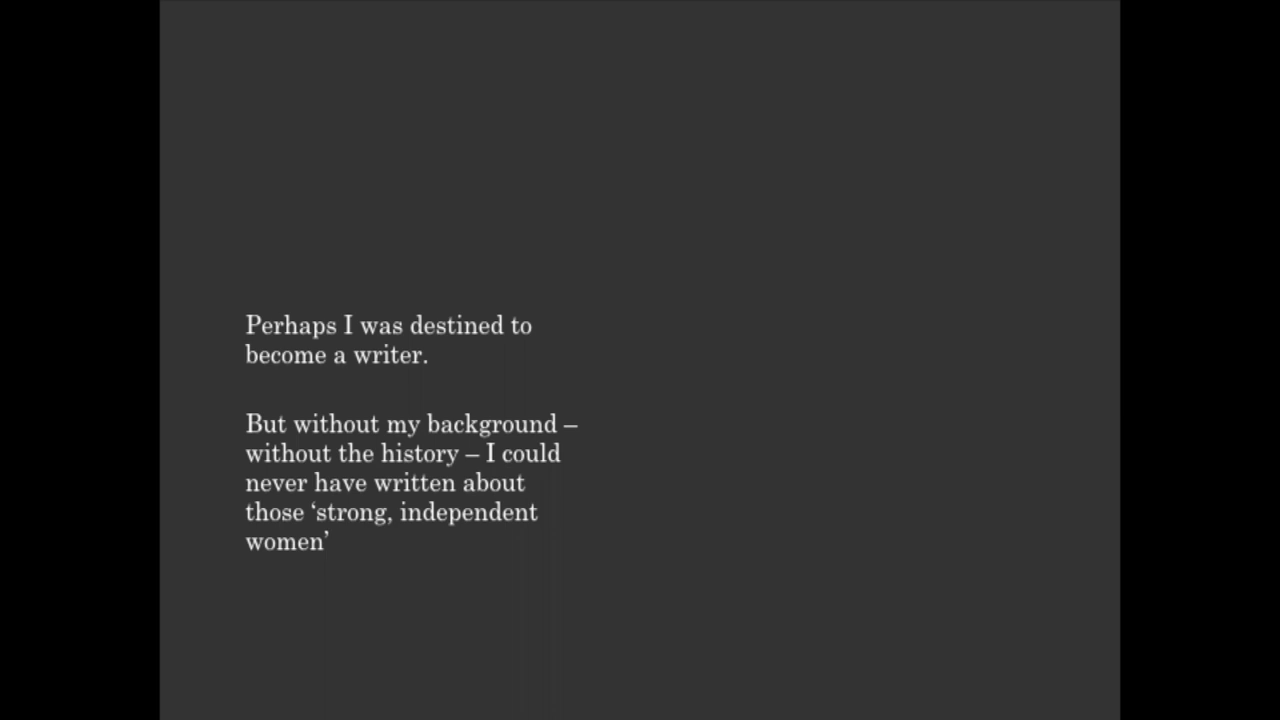 Perhaps I was destined to
become a writer.
But without my background –
without the history – I could
never have written about
those ‘strong, independent
women’